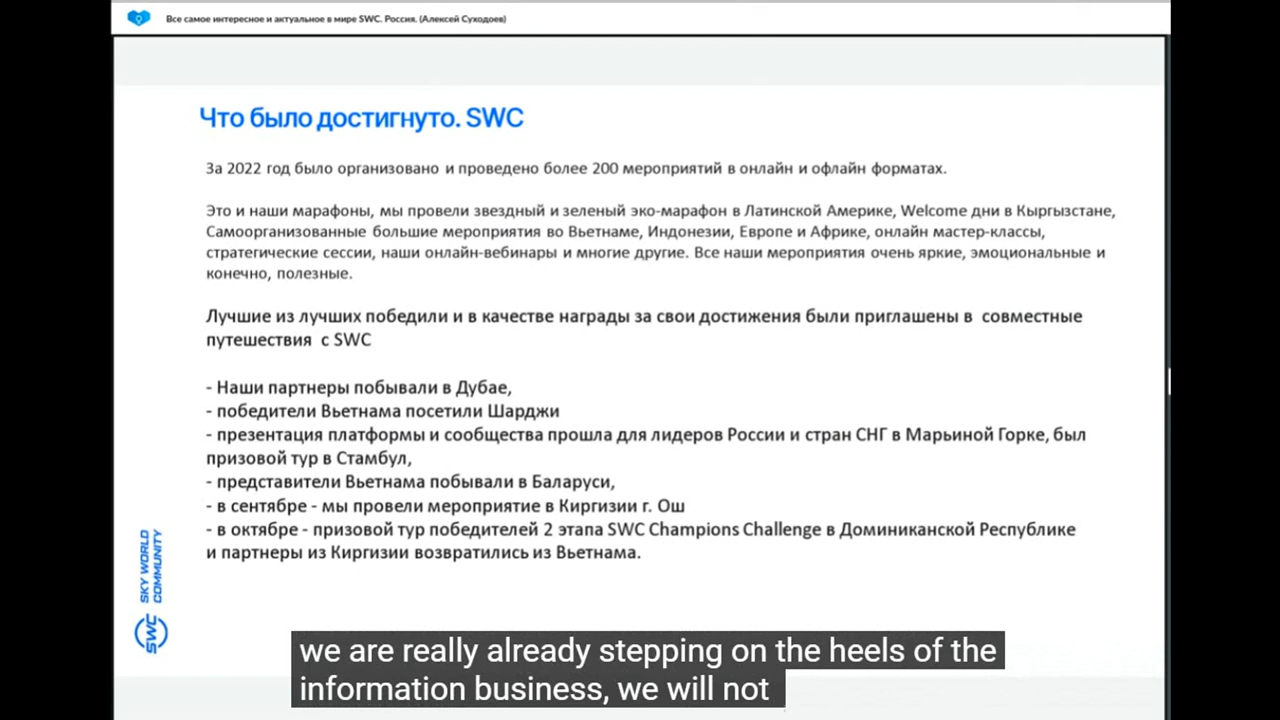 Все самое интересное и актуальное в мире SWC. Россия. (Алексей Суходоев)
Что было достигнуто. SWC
За 2022 год было организовано и проведено более 200 мероприятий в онлайн и офлайн форматах.
Это и наши марафоны, мы провели звездный и зеленый эко-марафон в Латинской Америке, Welcome дни в Кыргызстане,
Самоорганизованные большие мероприятия во Вьетнаме, Индонезии, Европе и Африке, онлайн мастер-классы,
стратегические сессии, наши онлайн-вебинары и многие другие. Все наши мероприятия очень яркие, эмоциональные и
конечно, полезные.
Лучшие из лучших победили и в качестве награды за свои достижения были приглашены в совместные
путешествия с SWC
- Наши партнеры побывали в Дубае,
- победители Вьетнама посетили Шарджи
- презентация платформы и сообщества прошла для лидеров России и стран СНГ в Марьиной Горке, был
призовой тур в Стамбул,
- представители Вьетнама побывали в Баларуси,
- в сентябре - мы провели мероприятие в Киргизии г. Ош
- в октябре - призовой тур победителей 2 этапа SWC Champions Challenge в Доминиканской Республике
и партнеры из Киргизии возвратились из Вьетнама.
SWC SKY WORLD
COMMUNITY
we are really already stepping on the heels of the
information business, we will not